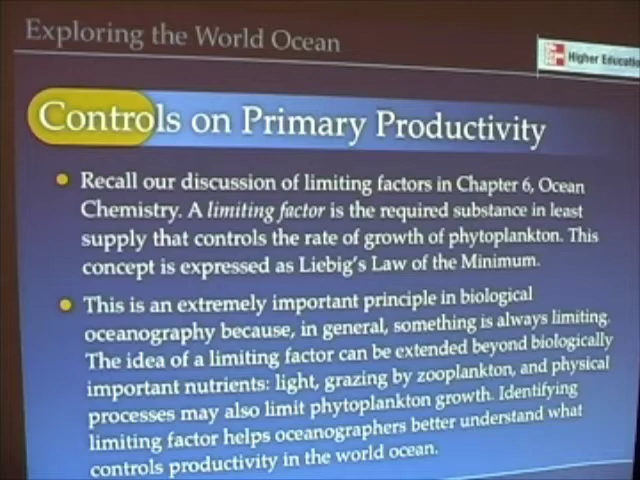 Exploring the World Ocean
Higher Education
Controls on Primary Productivity
Recall our discussion of limiting factors in Chapter 6, Ocean
Chemistry. A limiting factor is the required substance in least
supply that controls the rate of growth of phytoplankton. This
concept is expressed as Liebig's Law of the Minimum.
This is an extremely important principle in biological
oceanography because, in general, something is always limiting.
The idea of a limiting factor can be extended beyond biologically
important nutrients: light, grazing by zooplankton, and physical
processes may also limit phytoplankton growth. Identifying
limiting factor helps oceanographers better understand what
controls productivity in the world ocean.